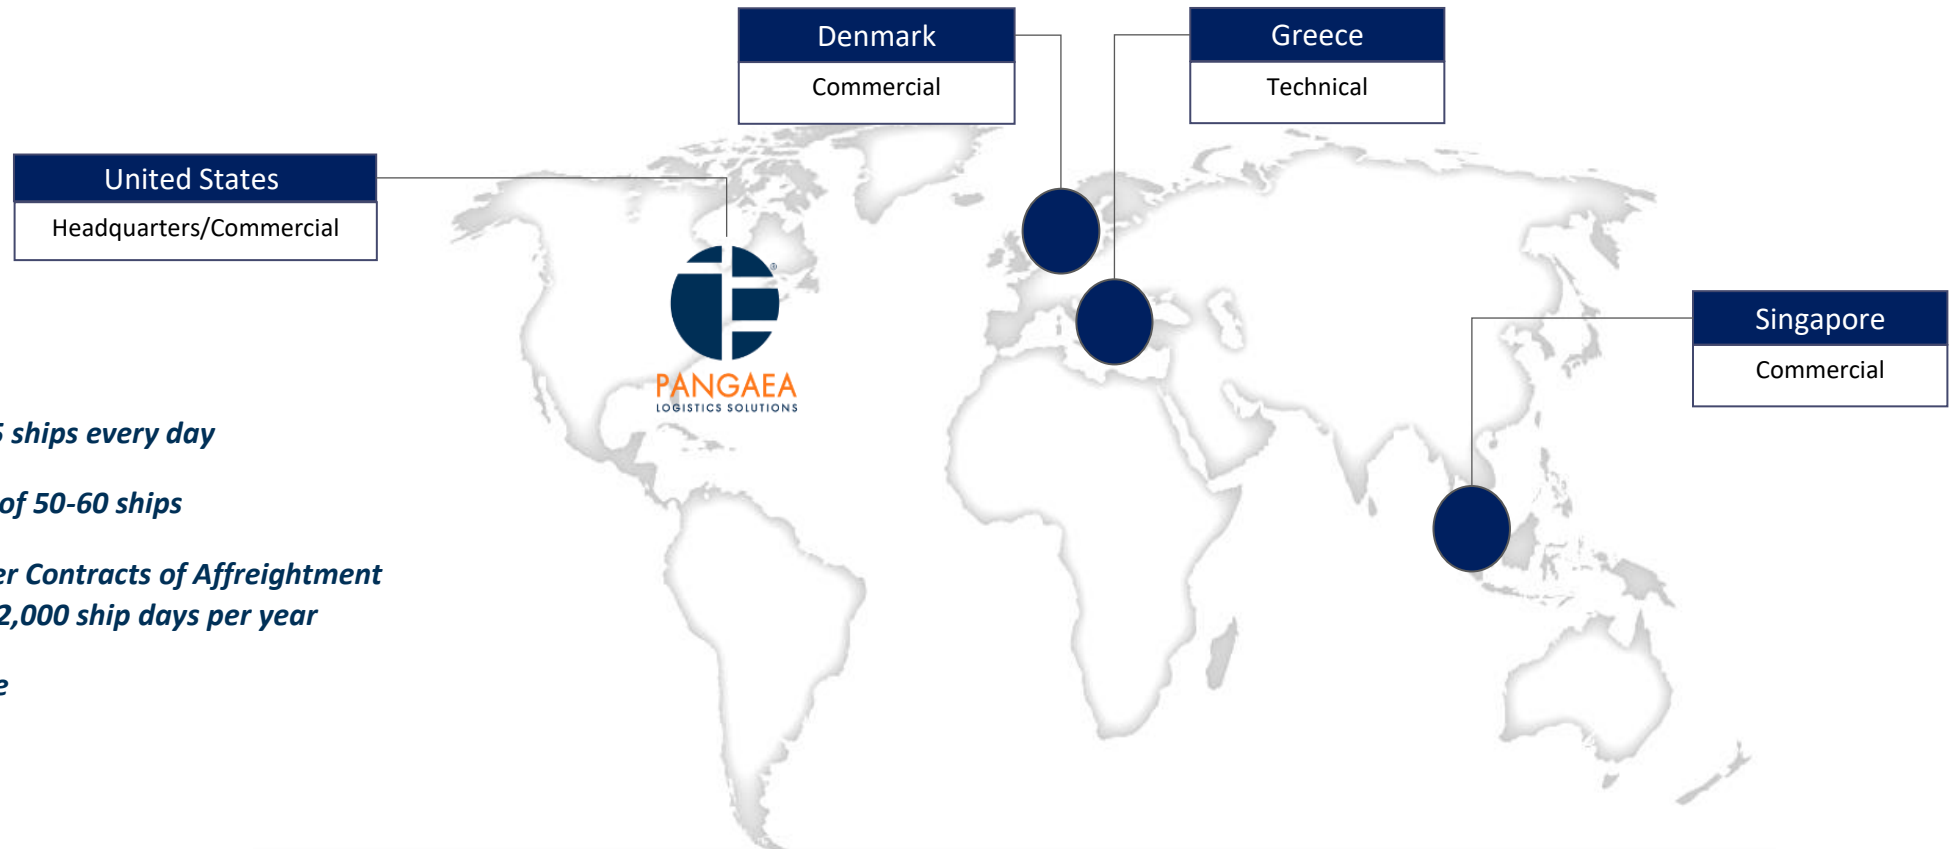 Denmark
Commercial
Greece
Technical
United States
Headquarters/Commercial
Singapore
Commercial
®
PANGAEA
LOGISTICS SOLUTIONS
ships every day
of 50-60 ships
Contracts of Affreightment
2,000 ship days per year